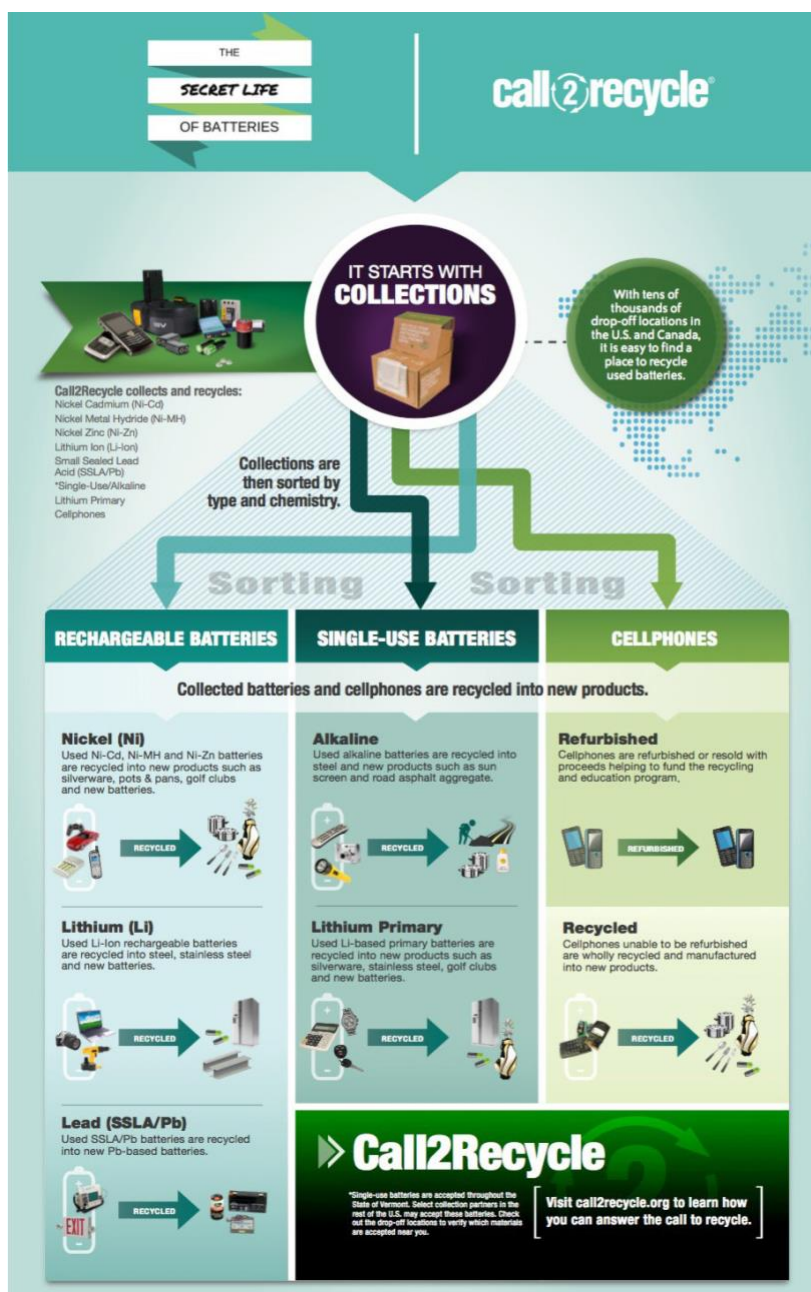 THE
SECRET LIFE
OF BATTERIES
call2recycle®
IT STARTS WITH
COLLECTIONS
With tens of
thousands of
drop-off locations in
the U.S. and Canada,
it is easy to find a
place to recycle
used batteries.
Call2Recycle collects and recycles:
Nickel Cadmium (Ni-Cd)
Nickel Metal Hydride (Ni-MH)
Nickel Zinc (Ni-Zn)
Lithium Ion (Li-Ion)
Small Sealed Lead
Acid (SSLA/Pb)
*Single-Use/Alkaline
Lithium Primary
Cellphones
Collections are
then sorted by
type and chemistry.
Sorting
Sorting
RECHARGEABLE BATTERIES
SINGLE-USE BATTERIES
CELLPHONES
Collected batteries and cellphones are recycled into new products.
Nickel (Ni)
Used Ni-Cd, Ni-MH and Ni-Zn batteries
are recycled into new products such as
silverware, pots & pans, golf clubs
and new batteries.
RECYCLED
Lithium (Li)
Used Li-Ion rechargeable batteries
are recycled into steel, stainless steel
and new batteries.
RECYCLED
Lead (SSLA/Pb)
Used SSLA/Pb batteries are recycled
into new Pb-based batteries.
EXIT
RECYCLED
Alkaline
Used alkaline batteries are recycled into
steel and new products such as sun
screen and road asphalt aggregate.
RECYCLED
Lithium Primary
Used Li-based primary batteries are
recycled into new products such as
silverware, stainless steel, golf clubs
and new batteries.
RECYCLED
Refurbished
Cellphones are refurbished or resold with
proceeds helping to fund the recycling
and education program.
REFURBISHED
Recycled
Cellphones unable to be refurbished
are wholly recycled and manufactured
into new products.
RECYCLED
Call2Recycle
*Single-use batteries are accepted throughout the
State of Vermont. Select collection partners in the
rest of the U.S. may accept these batteries. Check
out the drop-off locations to verify which materials
are accepted near you.
Visit call2recycle.org to learn how
you can answer the call to recycle.